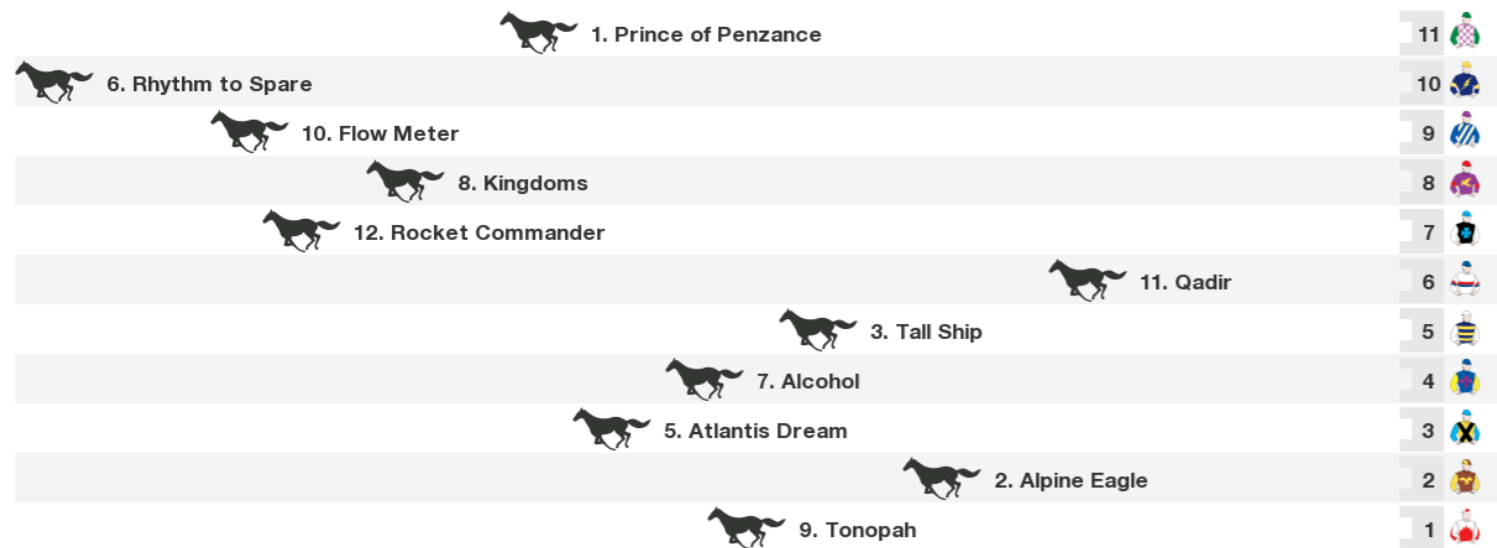 1. Prince of Penzance 11
6. Rhythm to Spare 10
10. Flow Meter 9
8. Kingdoms 8
12. Rocket Commander 7
11. Qadir 6
3. Tall Ship 5
7. Alcohol 4
5. Atlantis Dream 3
2. Alpine Eagle 2
9. Tonopah 1